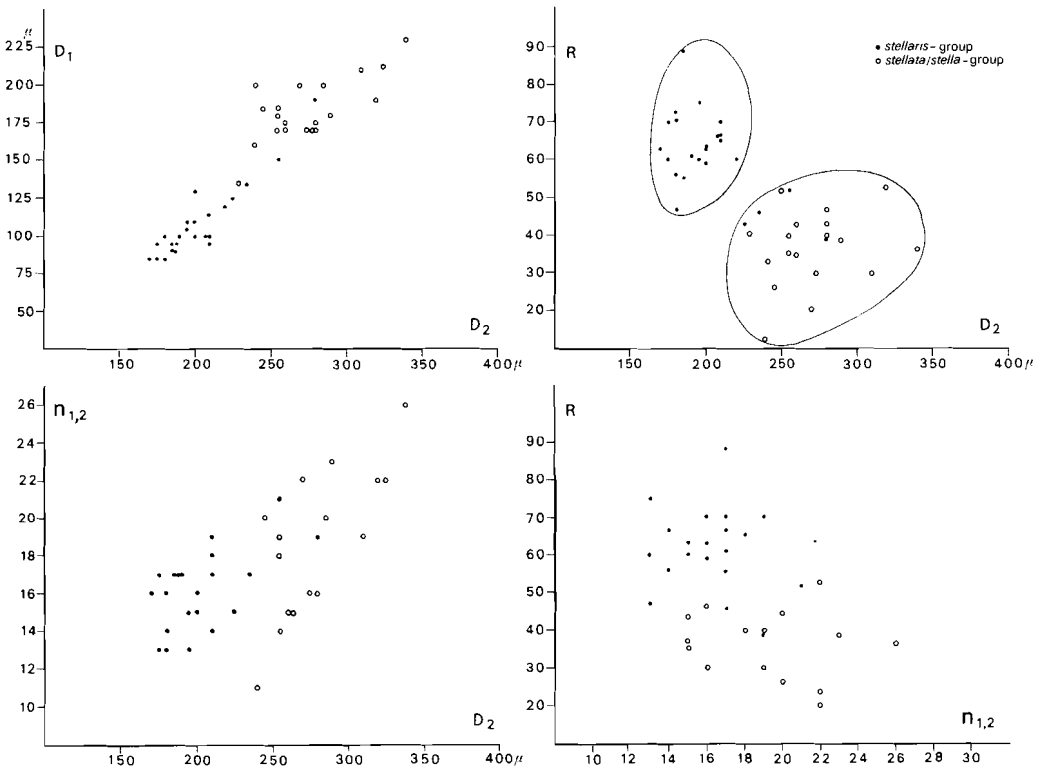 μ
D1
225
200
175
150
125
100
75
50
D2
150 200 250 300 350 400μ
R
90
80
70
60
50
40
30
20
• stellaris-group
○ stellata/stella-group
D2
150 200 250 300 350 400μ
n1,2
26
24
22
20
18
16
14
12
10
D2
150 200 250 300 350 400μ
R
90
80
70
60
50
40
30
20
n1,2
10 12 14 16 18 20 22 24 26 28 30